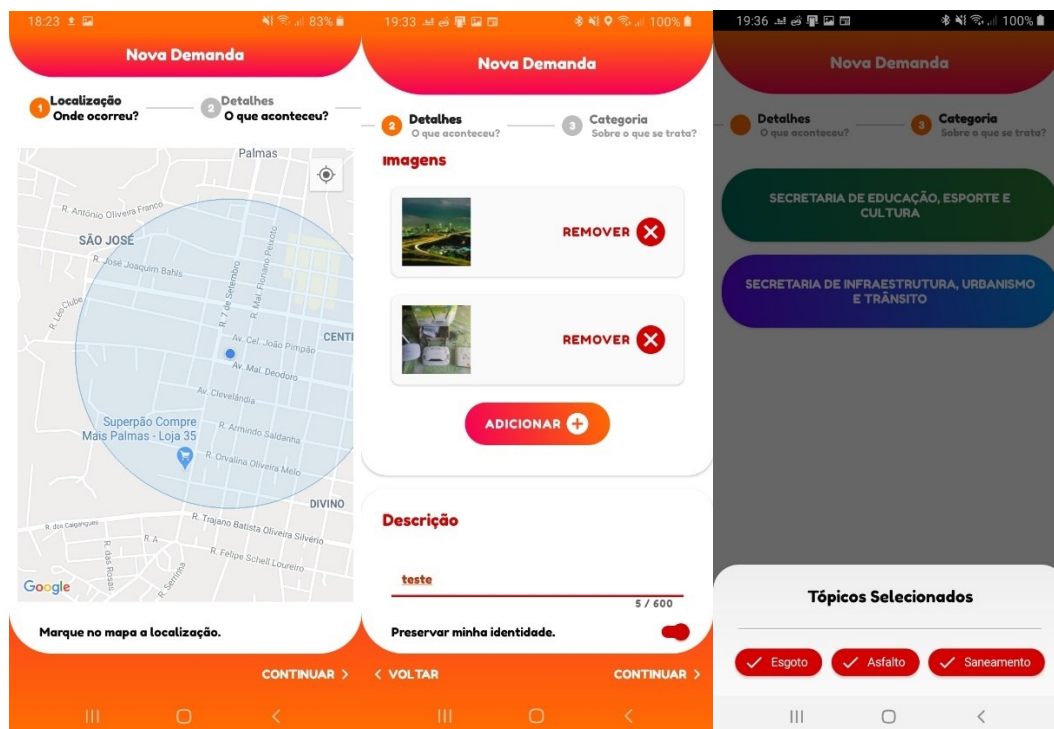 18:23
83%
Nova Demanda
1 Localização
Onde ocorreu?
2 Detalhes
O que aconteceu?
Palmas
R. Antônio Oliveira Franco
SÃO JOSÉ
R. José Joaquim Bahls
R. Léo Clube
R. 7 de Setembro
R. Mal. Floriano Peixoto
CENT
Av. Cel. João Pimpão
Av. Mal. Deodoro
Av. Clevelândia
Superpão Compre
Mais Palmas - Loja 35
R. Armindo Saldanha
R. Orvalina Oliveira Melo
DIVINO
R. Trajano Batista Oliveira Silvério
R. dos Caigangues
R. A
R. das Rosas
R. Serrinha
R. Felipe Schell Loureiro
Google
Marque no mapa a localização.
CONTINUAR >
19:33
100%
Nova Demanda
2 Detalhes
O que aconteceu?
3 Categoria
Sobre o que se trata?
Imagens
REMOVER
REMOVER
ADICIONAR
Descrição
teste
5 / 600
Preservar minha identidade.
< VOLTAR
CONTINUAR >
19:36
100%
Nova Demanda
Detalhes
O que aconteceu?
3 Categoria
Sobre o que se trata?
SECRETARIA DE EDUCAÇÃO, ESPORTE E
CULTURA
SECRETARIA DE INFRAESTRUTURA, URBANISMO
E TRÂNSITO
Tópicos Selecionados
Esgoto
Asfalto
Saneamento